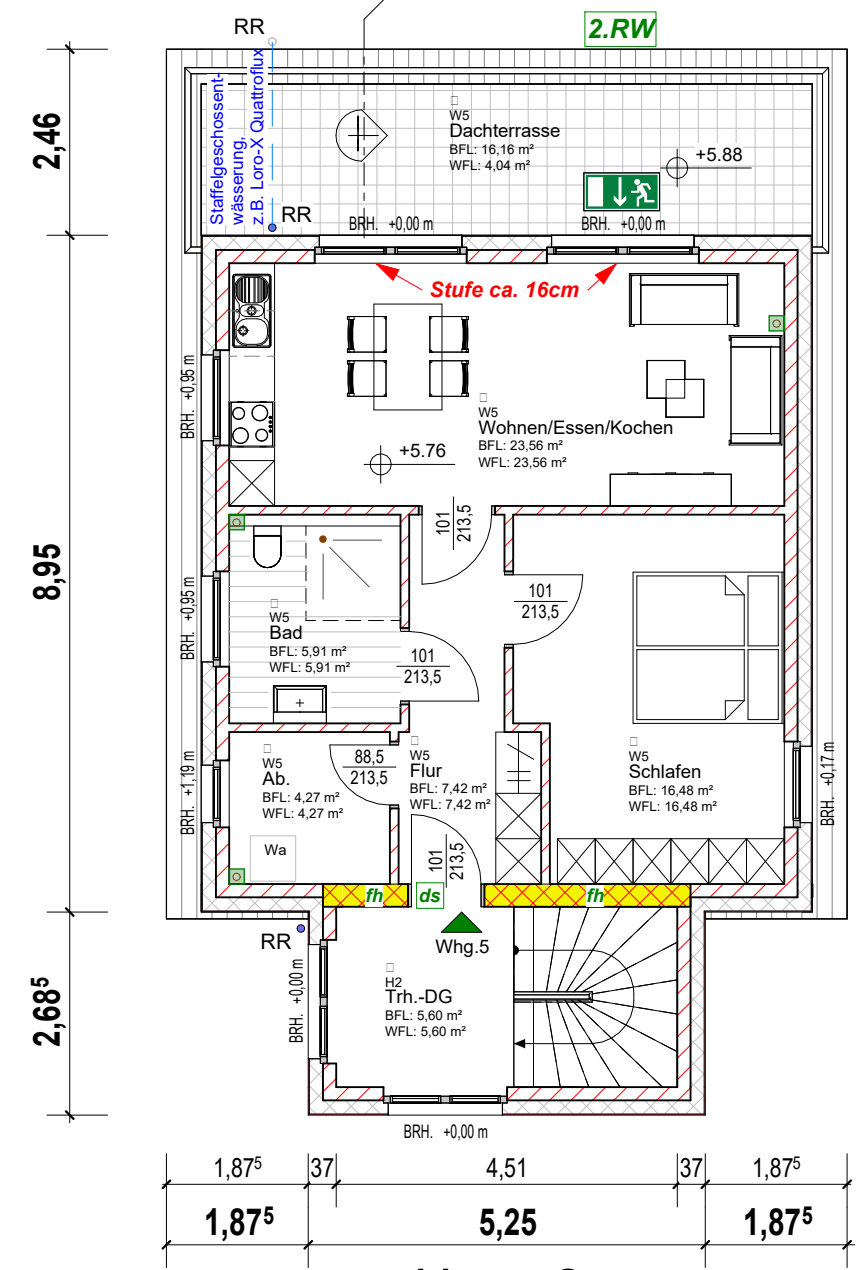 RR
2.RW
Staffelgeschossent-
wässerung,
z.B. Loro-X Quattroflux
2,46
W5
Dachterrasse
BFL: 16,16 m²
WFL: 4,04 m²
+5.88
RR
BRH. +0,00 m
BRH. +0,00 m
Stufe ca. 16cm
BRH. +0,95 m
W5
Wohnen/Essen/Kochen
BFL: 23,56 m²
WFL: 23,56 m²
+5.76
101
213,5
8,95
BRH. +0,95 m
101
213,5
W5
Bad
BFL: 5,91 m²
WFL: 5,91 m²
101
213,5
BRH. +1,19 m
W5
Ab.
BFL: 4,27 m²
WFL: 4,27 m²
88,5
213,5
W5
Flur
BFL: 7,42 m²
WFL: 7,42 m²
W5
Schlafen
BFL: 16,48 m²
WFL: 16,48 m²
BRH. +0,17 m
Wa
101
213,5
fh
ds
fh
RR
Whg.5
2,68⁵
BRH. +0,00 m
H2
Trh.-DG
BFL: 5,60 m²
WFL: 5,60 m²
BRH. +0,00 m
1,87⁵
37
4,51
37
1,87⁵
1,87⁵
5,25
1,87⁵